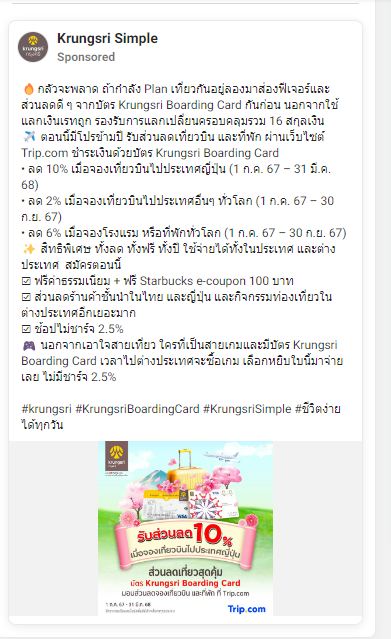 Krungsri Simple
Sponsored
🔥กลัวจะพลาด ถ้ากำลัง Plan เที่ยวกันอยู่ลองมาส่องฟีเจอร์และ
ส่วนลดดี ๆ จากบัตร Krungsri Boarding Card กันก่อน นอกจากใช้
แลกเงินเรทถูก รองรับการแลกเปลี่ยนครอบคลุมรวม 16 สกุลเงิน
✈️ ตอนนี้มีโปรข้ามปี รับส่วนลดเที่ยวบิน และที่พัก ผ่านเว็บไซต์
Trip.com ชำระเงินด้วยบัตร Krungsri Boarding Card
• ลด 10% เมื่อจองเที่ยวบินไปประเทศญี่ปุ่น (1 ก.ค. 67 – 31 มี.ค.
68)
• ลด 2% เมื่อจองเที่ยวบินไปประเทศอื่นๆ ทั่วโลก (1 ก.ค. 67 – 30
ก.ย. 67)
• ลด 6% เมื่อจองโรงแรม หรือที่พักทั่วโลก (1 ก.ค. 67 – 30 ก.ย. 67)
✨ สิทธิพิเศษ ทั้งลด ทั้งฟรี ทั้งปี ใช้จ่ายได้ทั้งในประเทศ และต่าง
ประเทศ สมัครตอนนี้
☑ ฟรีค่าธรรมเนียม + ฟรี Starbucks e-coupon 100 บาท
☑ ส่วนลดร้านค้าชั้นนำในไทย และญี่ปุ่น และกิจกรรมท่องเที่ยวใน
ต่างประเทศอีกเยอะมาก
☑ ช้อปไม่ชาร์จ 2.5%
🎮 นอกจากเอาใจสายเที่ยว ใครที่เป็นสายเกมและมีบัตร Krungsri
Boarding Card เวลาไปต่างประเทศจะซื้อเกม เลือกหยิบใบนี้มาจ่าย
เลย ไม่มีชาร์จ 2.5%
#krungsri #KrungsriBoardingCard #KrungsriSimple #ชีวิตง่าย
ได้ทุกวัน
krungsri
กรุงศรี
รับส่วนลด 10%
เมื่อจองเที่ยวบินไปประเทศญี่ปุ่น
ส่วนลดเที่ยวสุดคุ้ม
บัตร Krungsri Boarding Card
มอบส่วนลดจองเที่ยวบิน และที่พัก ที่ Trip.com
1 ก.ค. 67 - 31 มี.ค. 68
Trip.com